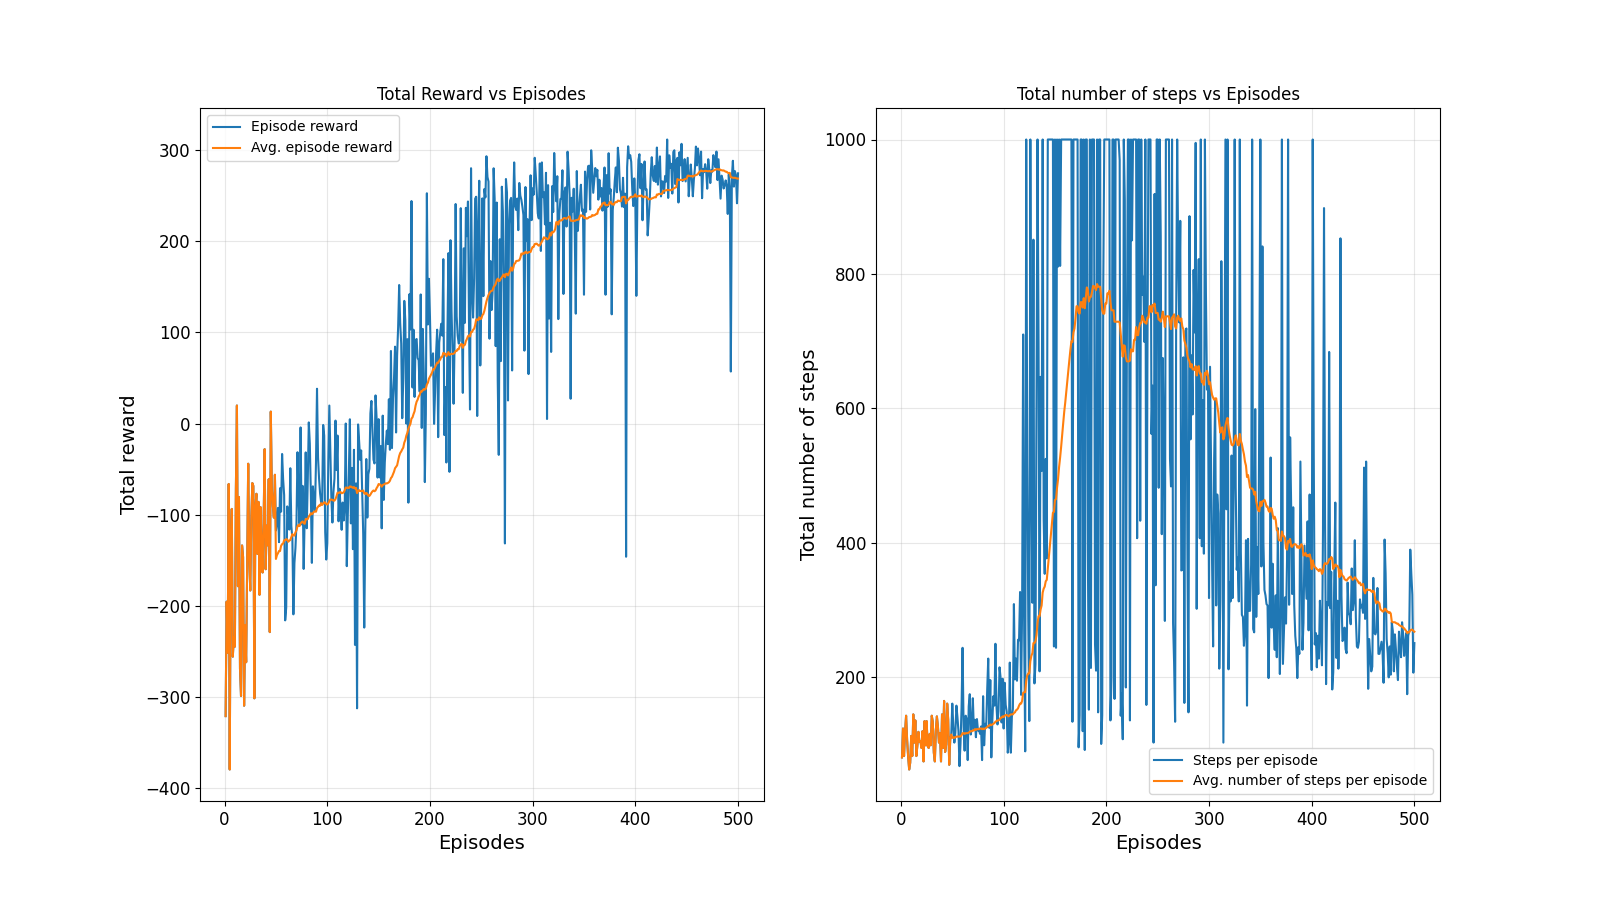 Total Reward vs Episodes
Episode reward
Avg. episode reward
300
200
100
0
−100
−200
−300
−400
Total reward
0
100
200
300
400
500
Episodes
Total number of steps vs Episodes
1000
800
600
400
200
Total number of steps
Steps per episode
Avg. number of steps per episode
0
100
200
300
400
500
Episodes